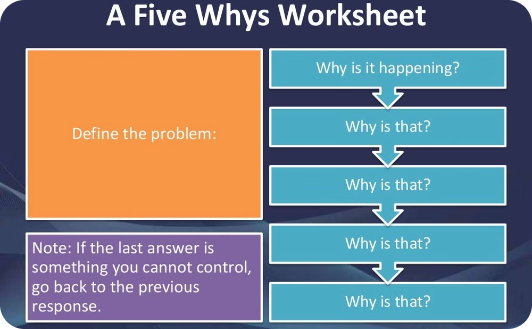 A Five Whys Worksheet
Define the problem:
Note: If the last answer is
something you cannot control,
go back to the previous
response.
Why is it happening?
Why is that?
Why is that?
Why is that?
Why is that?